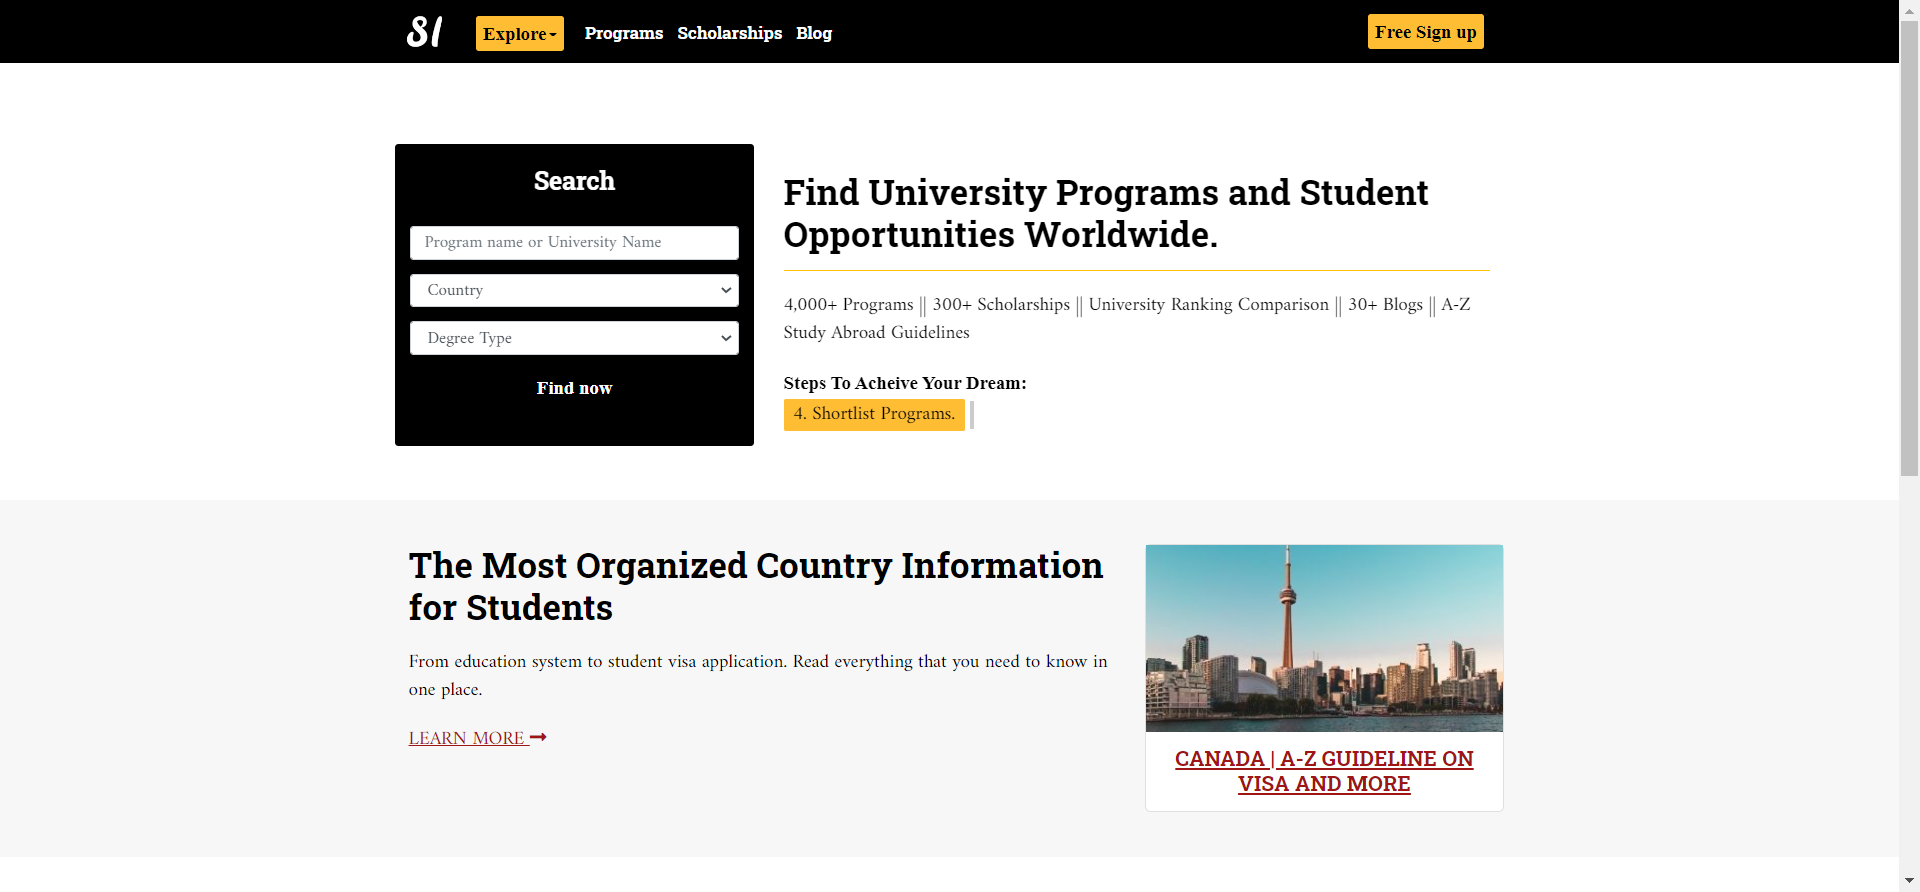 SI
Explore
Programs
Scholarships
Blog
Free Sign up
Search
Program name or University Name
Country
Degree Type
Find now
Find University Programs and Student
Opportunities Worldwide.
4,000+ Programs || 300+ Scholarships || University Ranking Comparison || 30+ Blogs || A-Z
Study Abroad Guidelines
Steps To Acheive Your Dream:
4. Shortlist Programs.
The Most Organized Country Information
for Students
From education system to student visa application. Read everything that you need to know in
one place.
LEARN MORE
CANADA | A-Z GUIDELINE ON
VISA AND MORE